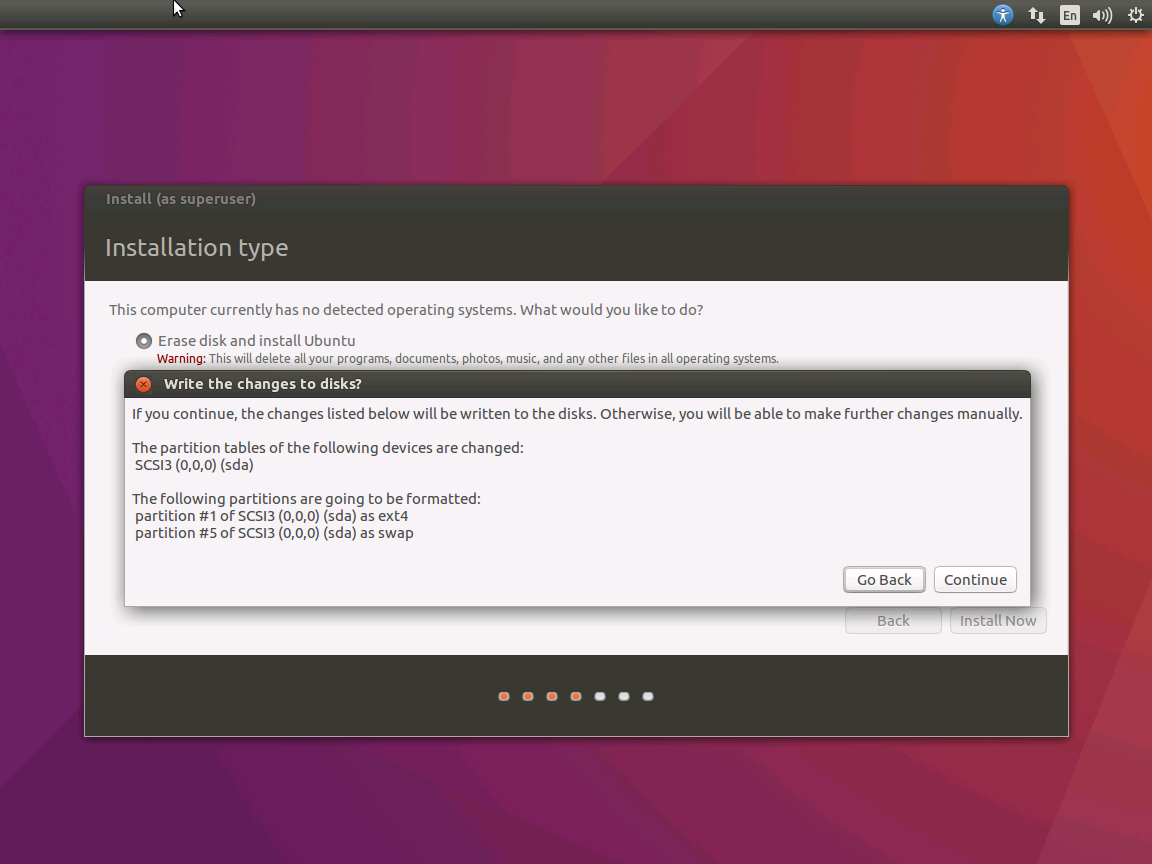 En
Install (as superuser)
Installation type
This computer currently has no detected operating systems. What would you like to do?
Erase disk and install Ubuntu
Warning: This will delete all your programs, documents, photos, music, and any other files in all operating systems.
Write the changes to disks?
If you continue, the changes listed below will be written to the disks. Otherwise, you will be able to make further changes manually.
The partition tables of the following devices are changed:
SCSI3 (0,0,0) (sda)
The following partitions are going to be formatted:
partition #1 of SCSI3 (0,0,0) (sda) as ext4
partition #5 of SCSI3 (0,0,0) (sda) as swap
Go Back
Continue
Back
Install Now